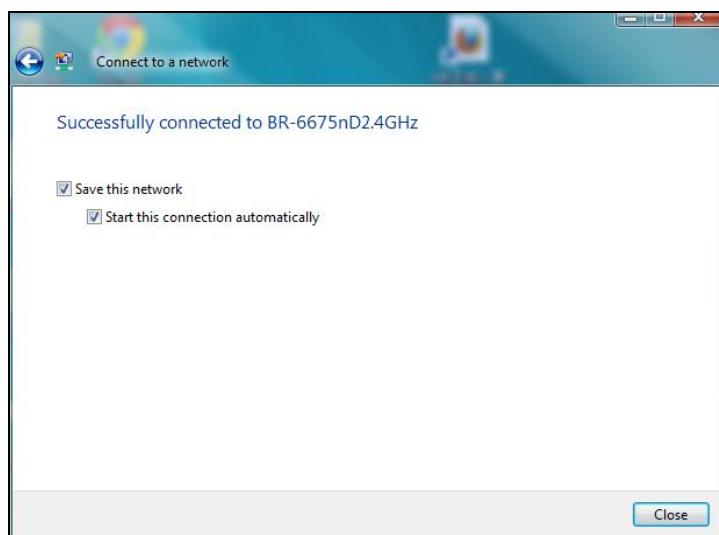 Connect to a network
Successfully connected to BR-6675nD2.4GHz
Save this network
Start this connection automatically
Close